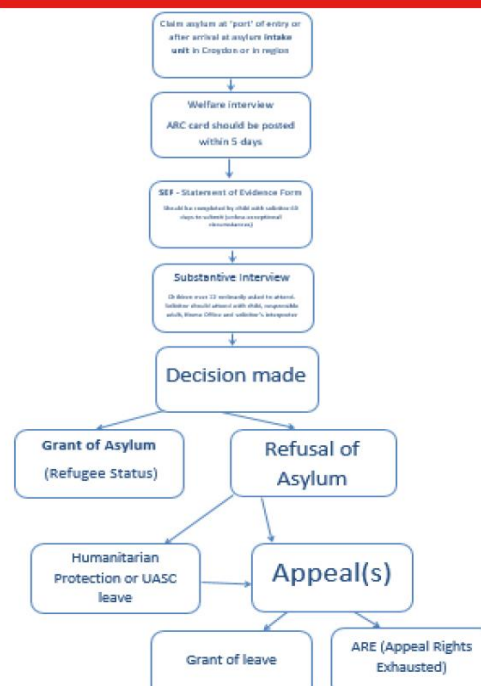 Claim asylum at 'port' of entry or
after arrival at asylum intake
unit in Croydon or in region
Welfare interview
ARC card should be posted
within 5 days
SEF - Statement of Evidence Form
Should be completed by child with solicitor
days to submit (unless exceptional
circumstances)
Substantive Interview
Children over 12 asked to attend.
Solicitor should attend with child, responsible
adult, Home Office and solicitor's interpreter
Decision made
Grant of Asylum
(Refugee Status)
Refusal of
Asylum
Humanitarian
Protection or UASC
leave
Appeal(s)
Grant of leave
ARE (Appeal Rights
Exhausted)